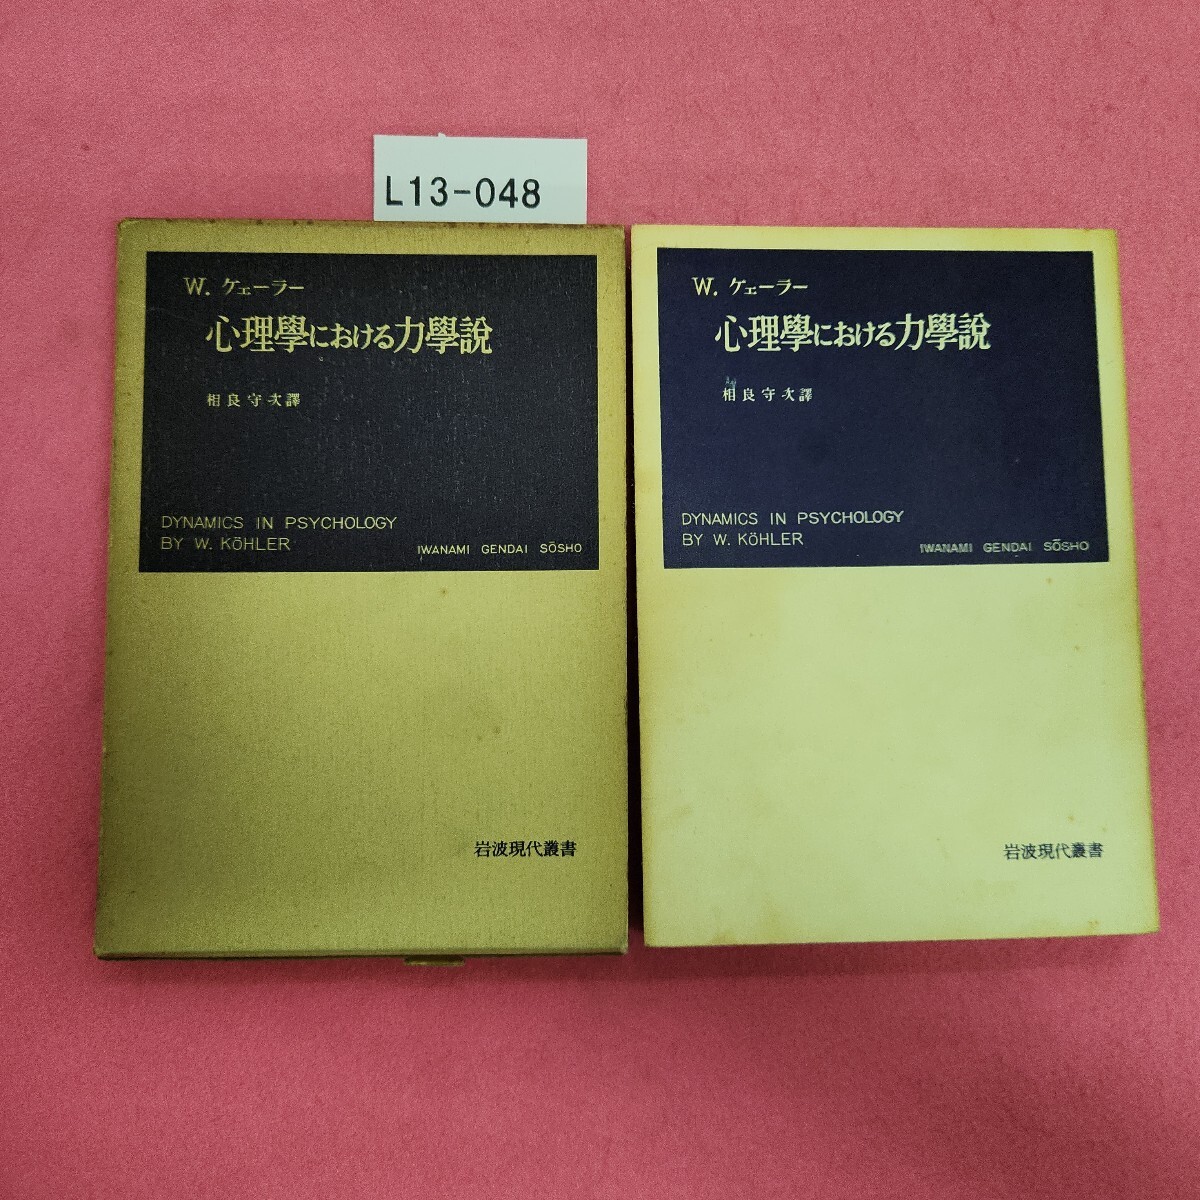 L13-048
W. ケェーラー
心理學における力學説
相良守次譯
DYNAMICS IN PSYCHOLOGY
BY W. KöHLER
IWANAMI GENDAI SōSHO
岩波現代叢書
W. ケェーラー
心理學における力學説
相良守次譯
DYNAMICS IN PSYCHOLOGY
BY W. KöHLER
IWANAMI GENDAI SōSHO
岩波現代叢書